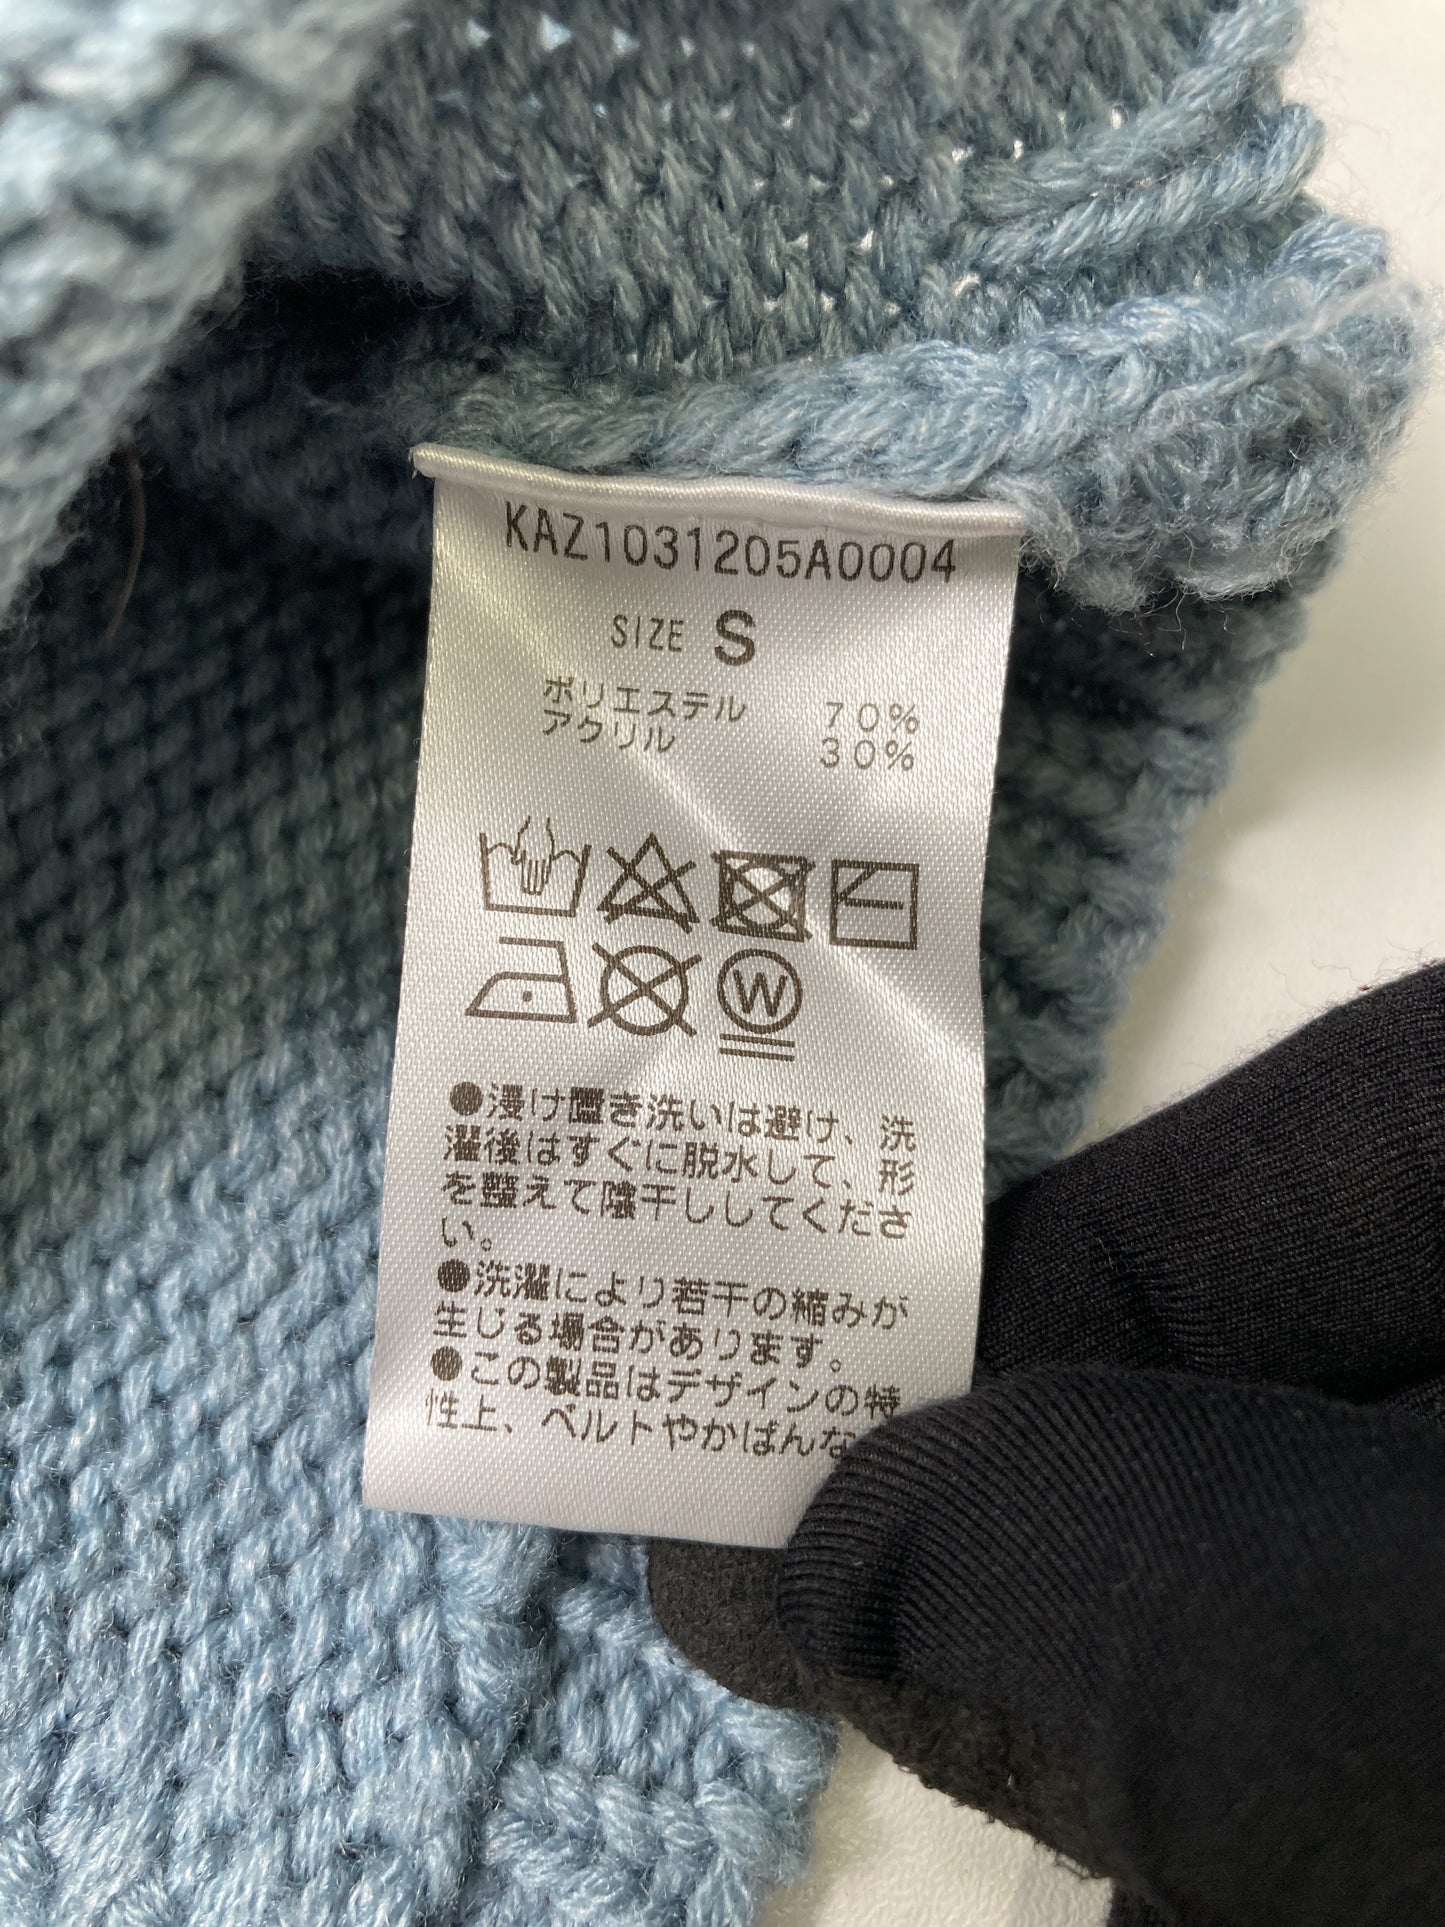 KAZ1031205A0004
SIZE S
ポリエステル 70%
アクリル 30%
W
●浸け置き洗いは避け、洗
濯後はすぐに脱水して、形
を整えて陰干ししてくださ
い。
●洗濯により若干の縮みが
生じる場合があります。
●この製品はデザインの特
性上、ベルトやかばんな